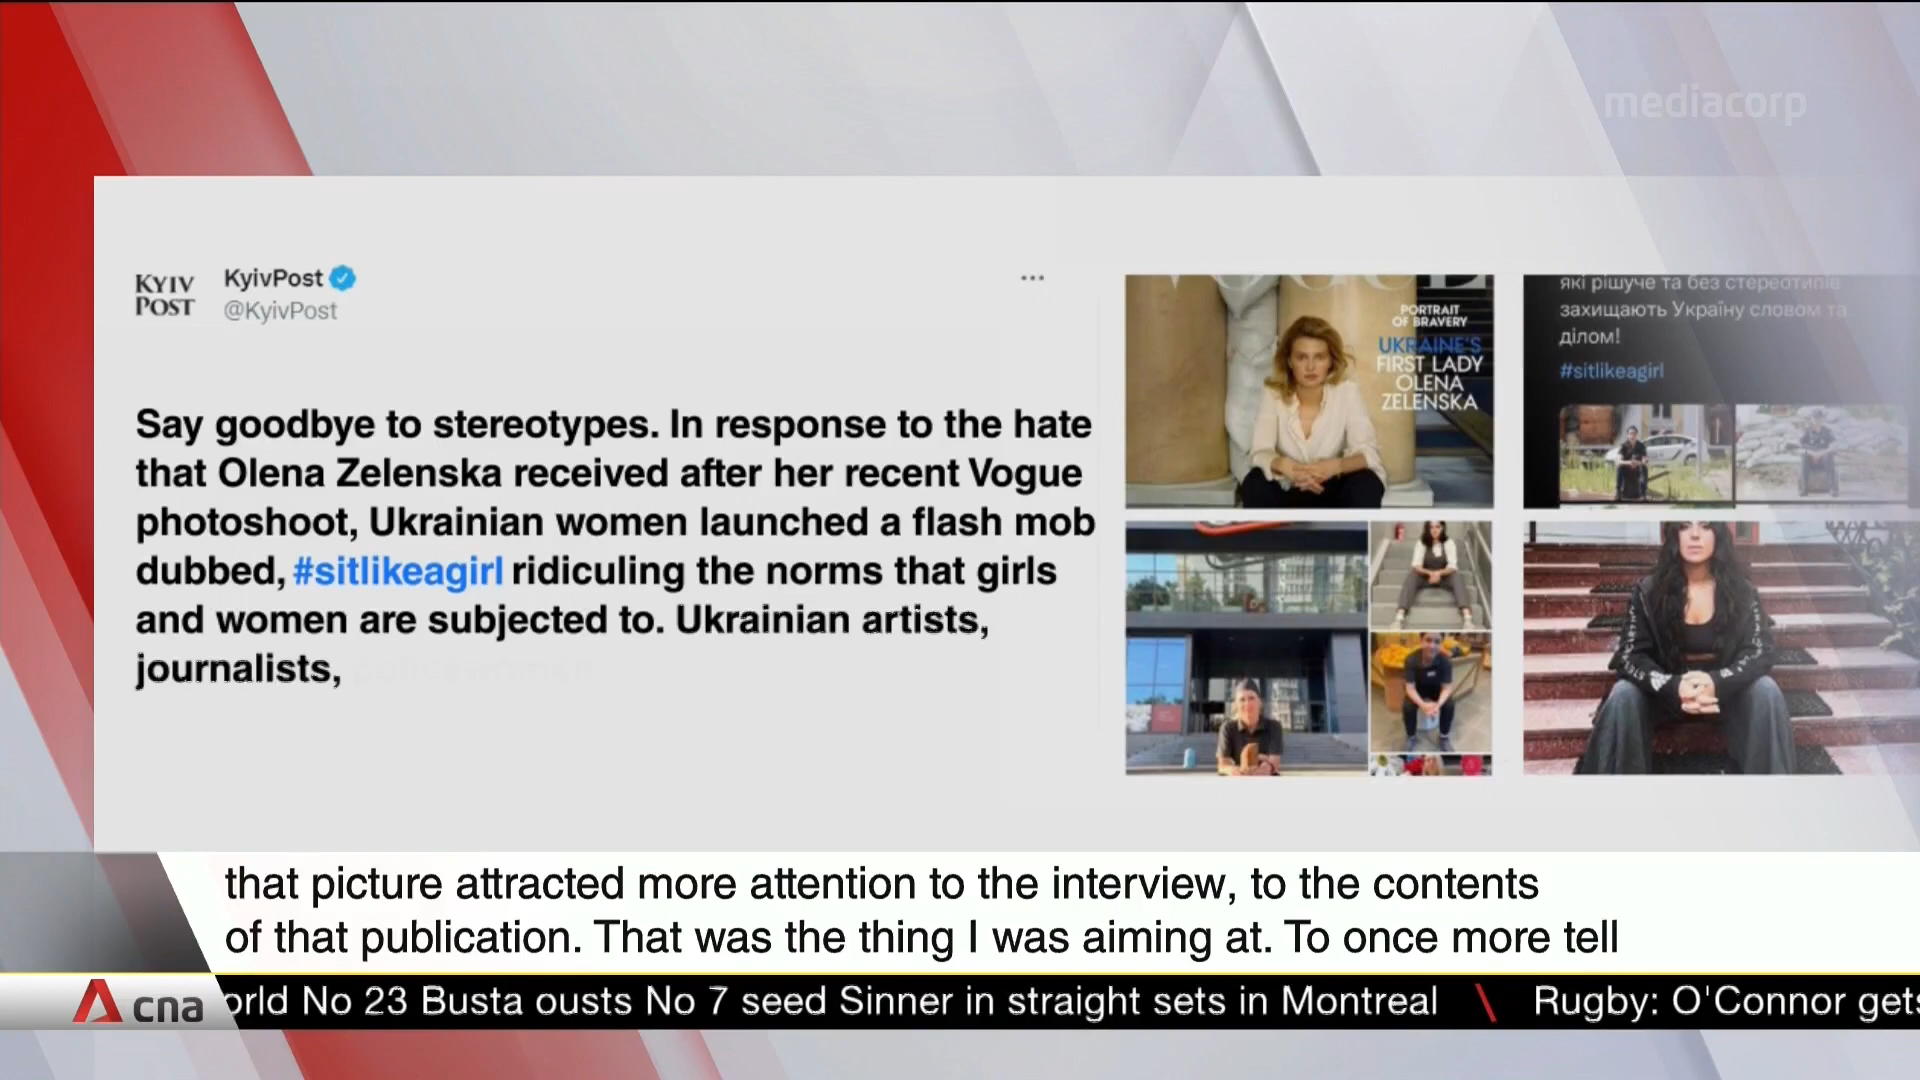 mediacorp
KYIV
POST
KyivPost
@KyivPost
Say goodbye to stereotypes. In response to the hate
that Olena Zelenska received after her recent Vogue
photoshoot, Ukrainian women launched a flash mob
dubbed, #sitlikeagirl ridiculing the norms that girls
and women are subjected to. Ukrainian artists,
journalists, policewomen
VOGUE
PORTRAIT
OF BRAVERY
UKRAINE'S
FIRST LADY
OLENA
ZELENSKA
які рішуче та без стереотипів
захищають Україну словом та
ділом!
#sitlikeagirl
that picture attracted more attention to the interview, to the contents
of that publication. That was the thing I was aiming at. To once more tell
cna
orld No 23 Busta ousts No 7 seed Sinner in straight sets in Montreal \ Rugby: O'Connor gets